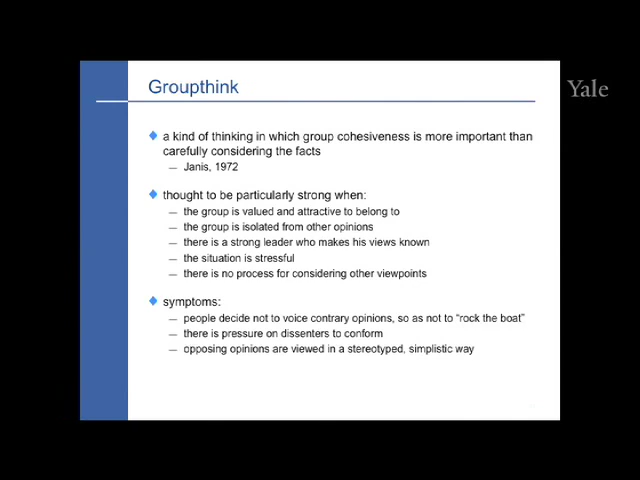 Groupthink
Yale
a kind of thinking in which group cohesiveness is more important than
carefully considering the facts
— Janis, 1972
thought to be particularly strong when:
— the group is valued and attractive to belong to
— the group is isolated from other opinions
— there is a strong leader who makes his views known
— the situation is stressful
— there is no process for considering other viewpoints
symptoms:
— people decide not to voice contrary opinions, so as not to “rock the boat”
— there is pressure on dissenters to conform
— opposing opinions are viewed in a stereotyped, simplistic way